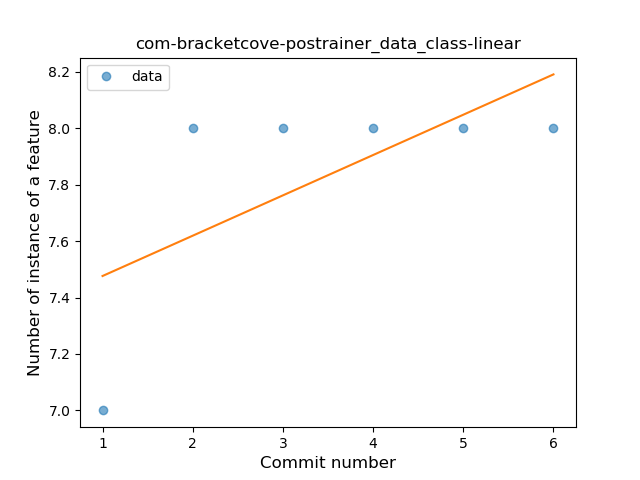 com-bracketcove-postrainer_data_class-linear
data
Number of instance of a feature
8.2
8.0
7.8
7.6
7.4
7.2
7.0
1 2 3 4 5 6
Commit number